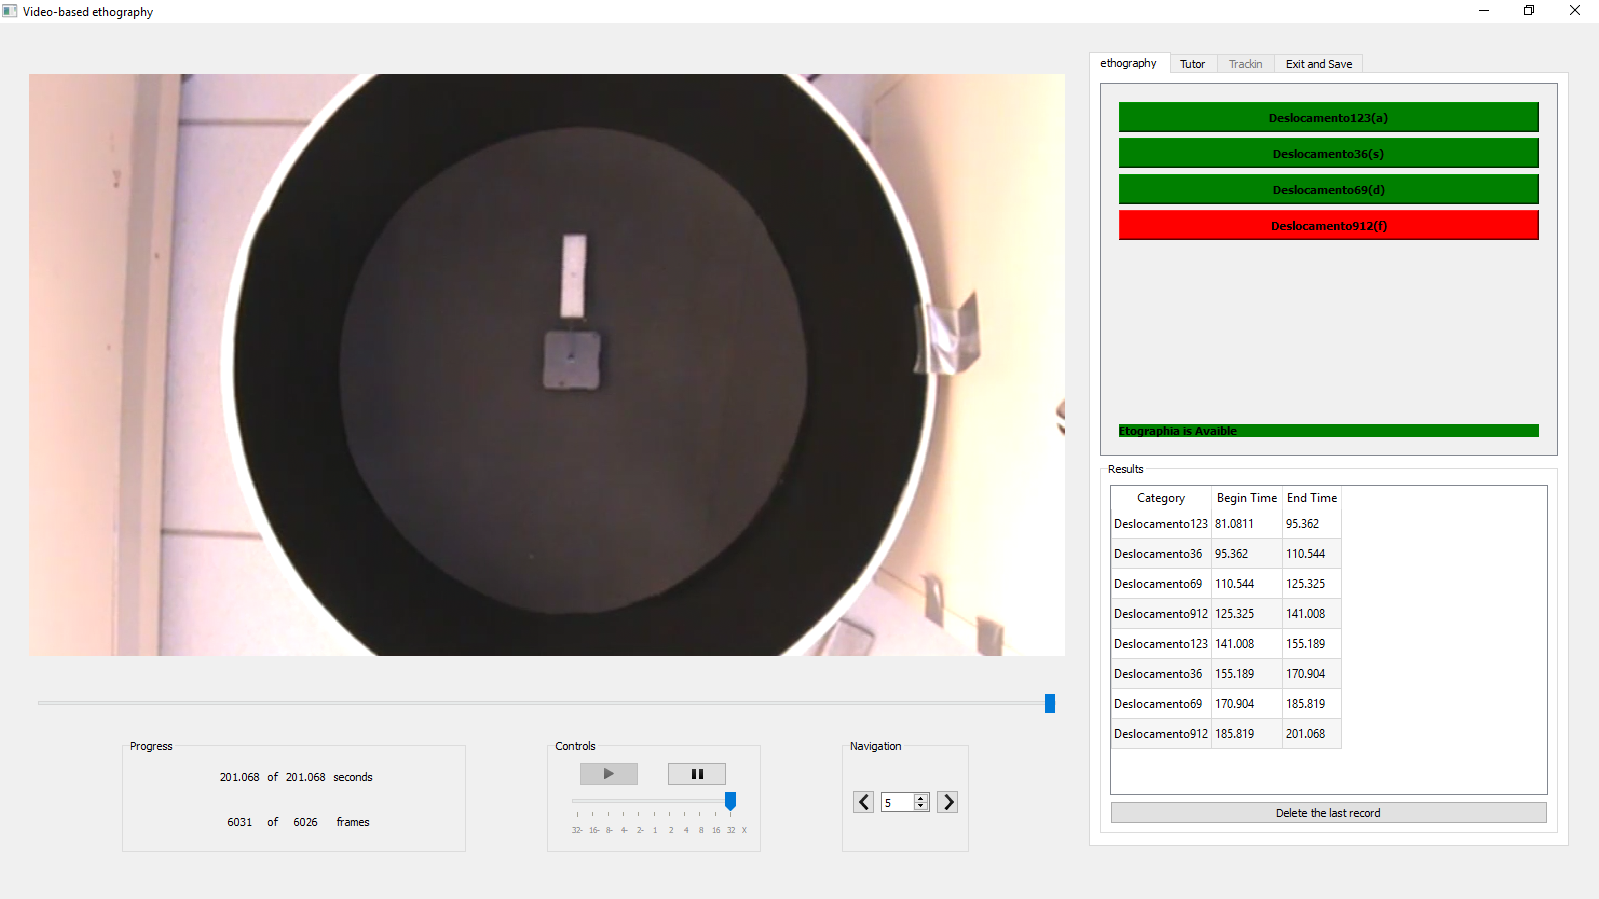 Video-based ethography
ethography Tutor Trackin Exit and Save
Deslocamento123(a)
Deslocamento36(s)
Deslocamento69(d)
Deslocamento912(f)
Etographia is Avaible
Results
Category Begin Time End Time
Deslocamento123 81.0811 95.362
Deslocamento36 95.362 110.544
Deslocamento69 110.544 125.325
Deslocamento912 125.325 141.008
Deslocamento123 141.008 155.189
Deslocamento36 155.189 170.904
Deslocamento69 170.904 185.819
Deslocamento912 185.819 201.068
Delete the last record
Progress
201.068 of 201.068 seconds
6031 of 6026 frames
Controls
32- 16- 8- 4- 2- 1 2 4 8 16 32 X
Navigation
5